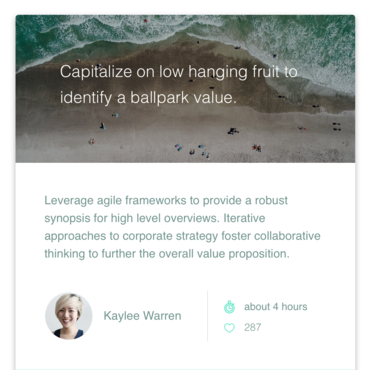 Capitalize on low hanging fruit to
identify a ballpark value.
Leverage agile frameworks to provide a robust
synopsis for high level overviews. Iterative
approaches to corporate strategy foster collaborative
thinking to further the overall value proposition.
Kaylee Warren
about 4 hours
287